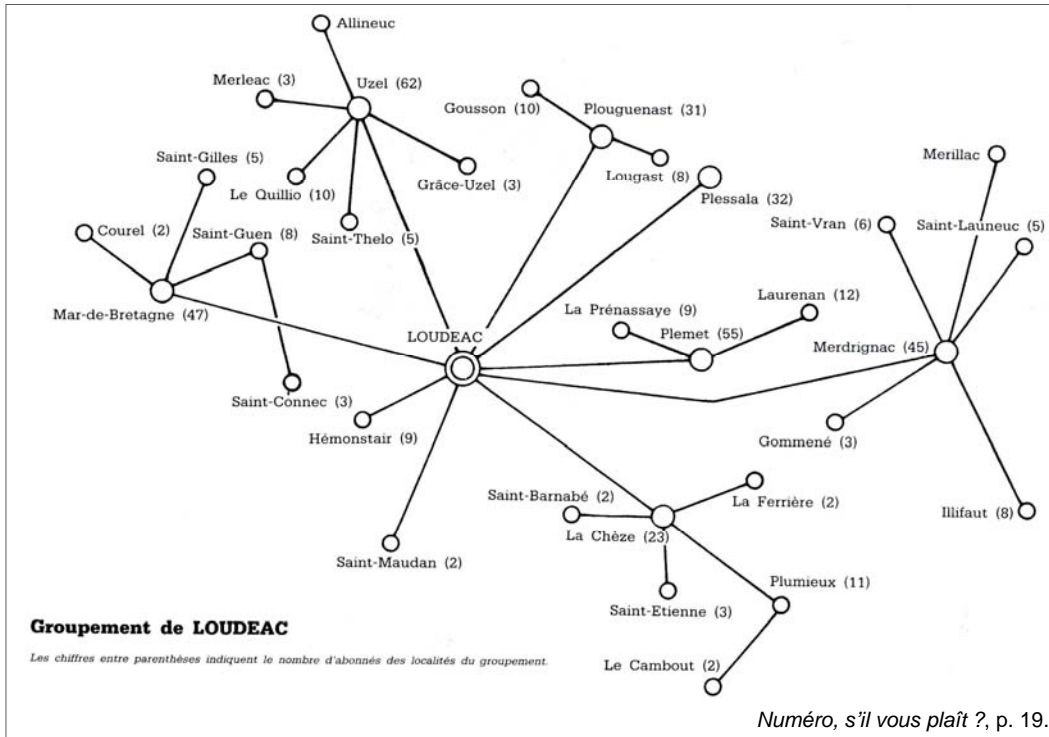 Allineuc
Merleac (3)
Uzel (62)
Gousson (10)
Plouguenast (31)
Saint-Gilles (5)
Merillac
Le Quillio (10)
Grâce-Uzel (3)
Lougast (8)
Plessala (32)
Courel (2)
Saint-Guen (8)
Saint-Thelo (5)
Saint-Vran (6)
Saint-Launeuc (5)
Mar-de-Bretagne (47)
La Prénassaye (9)
Laurenan (12)
LOUDEAC
Plemet (55)
Merdrignac (45)
Saint-Connec (3)
Hémonstair (9)
Gommené (3)
Saint-Barnabé (2)
La Ferrière (2)
Illifaut (8)
La Chèze (23)
Saint-Maudan (2)
Plumieux (11)
Saint-Etienne (3)
Groupement de LOUDEAC
Les chiffres entre parenthèses indiquent le nombre d'abonnés des localités du groupement.
Le Cambout (2)
Numéro, s'il vous plaît ?, p. 19.